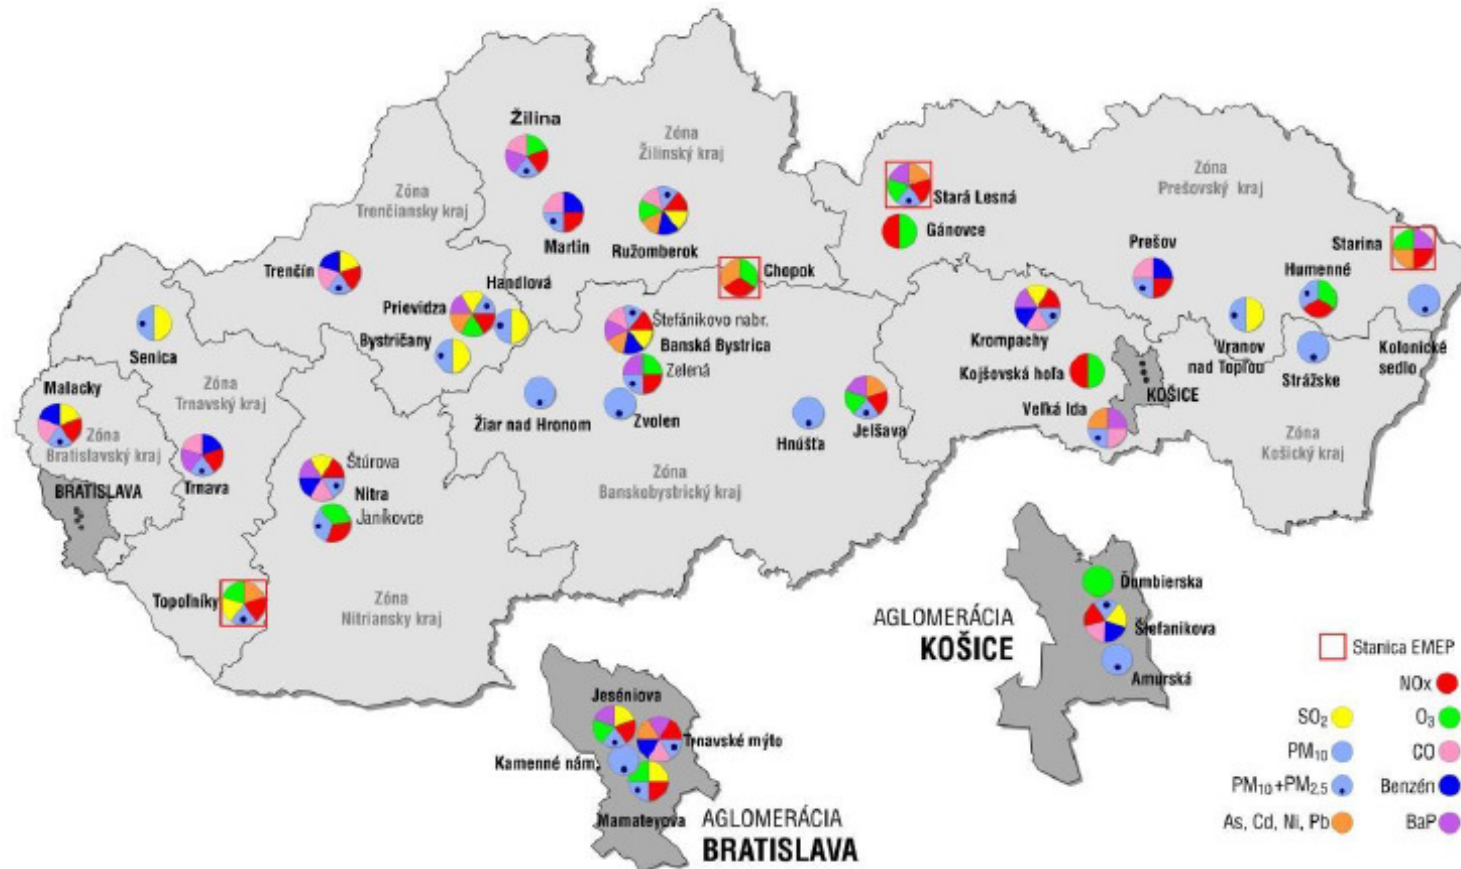 Žilina
Zóna
Žilinský kraj
Zóna
Trenčiansky kraj
Martin
Ružomberok
Stará Lesná
Gánovce
Zóna
Prešovský kraj
Prešov
Starina
Humenné
Trenčín
Handlová
Prievidza
Bystričany
Chopok
Štefánikovo nabr.
Banská Bystrica
Zelená
Senica
Krompachy
Vranov
nad Topľou
Strážske
Kolonické
sedlo
Kojšovská hoľa
KOŠICE
Malacky
Zóna
Trnavský kraj
Zóna
Bratislavský kraj
BRATISLAVA
Trnava
Žiar nad Hronom
Zvolen
Hnúšťa
Jelšava
Veľká Ida
Zóna
Košický kraj
Štúrova
Nitra
Janíkovce
Zóna
Banskobystrický kraj
Topoľníky
Zóna
Nitriansky kraj
Ďumbierska
Štefanikova
Amurská
AGLOMERÁCIA
KOŠICE
Jeséniova
Trnavské mýto
Kamenné nám.
Mamateyova
AGLOMERÁCIA
BRATISLAVA
Stanica EMEP
NOx
SO₂
O₃
PM₁₀
CO
PM₁₀+PM₂,₅
Benzén
As, Cd, Ni, Pb
BaP